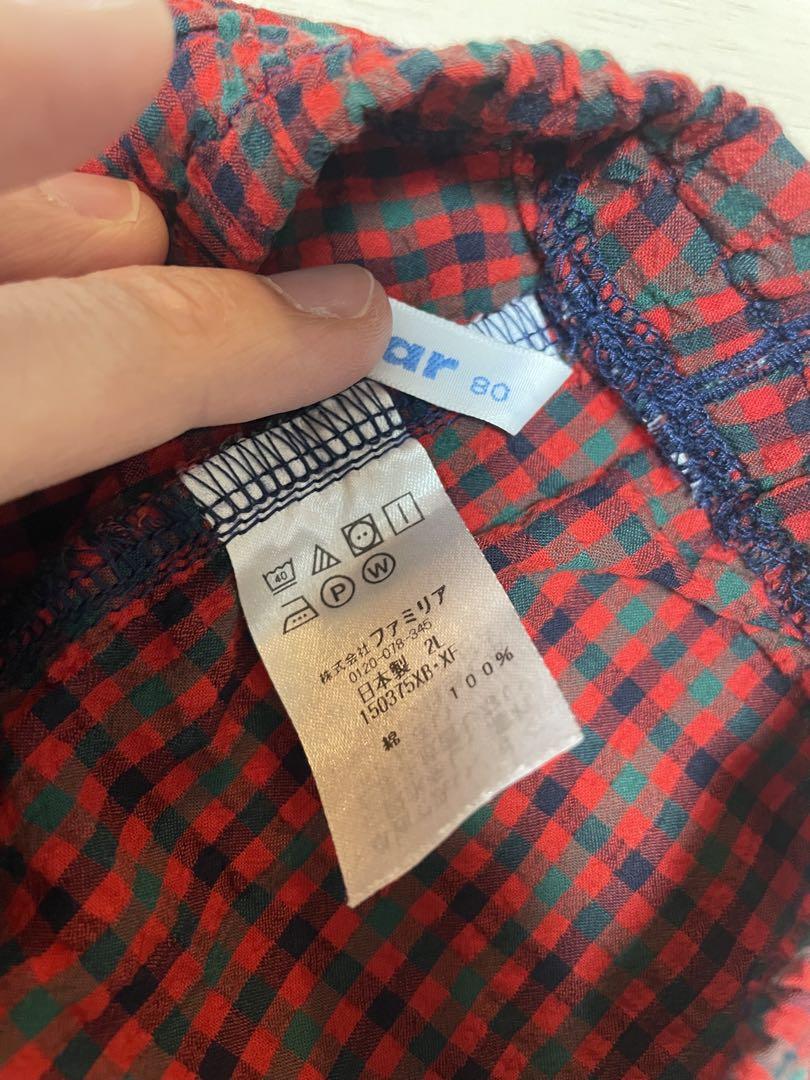 ar 80
40
P W
株式会社 ファミリア
0120-078-345
日本製 2L
150375XB・XF
綿 100%